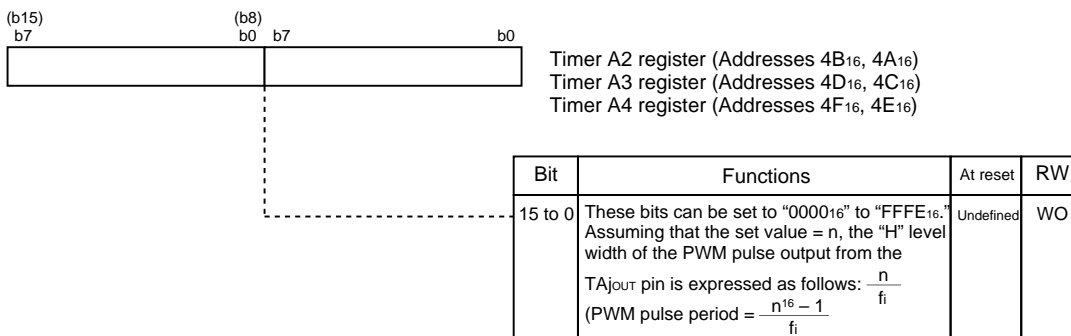 (b15) (b8)
b7 b0 b7 b0
Timer A2 register (Addresses 4B16, 4A16)
Timer A3 register (Addresses 4D16, 4C16)
Timer A4 register (Addresses 4F16, 4E16)
Bit Functions At reset RW
15 to 0 These bits can be set to “000016” to “FFFE16.” Undefined WO
Assuming that the set value = n, the “H” level
width of the PWM pulse output from the
TAjOUT pin is expressed as follows: n/fi
(PWM pulse period = n16 – 1/fi